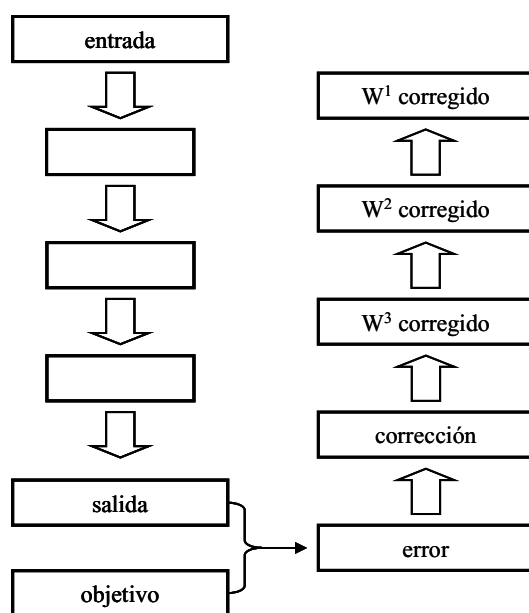 entrada
salida
objetivo
W¹ corregido
W² corregido
W³ corregido
corrección
error